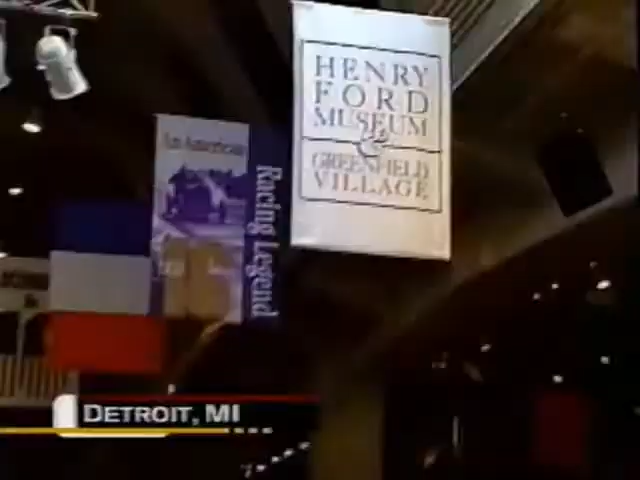 HENRY
FORD
MUSEUM
&
GREENFIELD
VILLAGE
An American
Racing Legend
DETROIT, MI